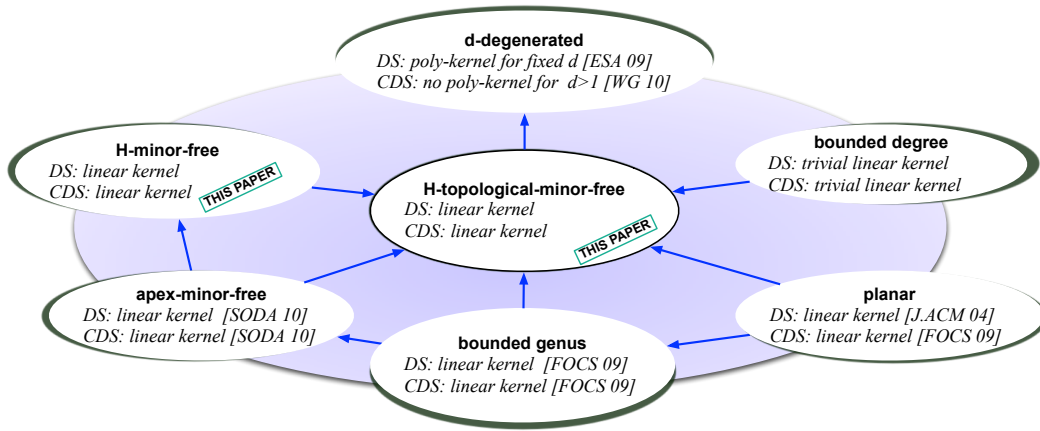 d-degenerated
DS: poly-kernel for fixed d [ESA 09]
CDS: no poly-kernel for d>1 [WG 10]
H-minor-free
DS: linear kernel
CDS: linear kernel
THIS PAPER
bounded degree
DS: trivial linear kernel
CDS: trivial linear kernel
H-topological-minor-free
DS: linear kernel
CDS: linear kernel
THIS PAPER
apex-minor-free
DS: linear kernel [SODA 10]
CDS: linear kernel [SODA 10]
bounded genus
DS: linear kernel [FOCS 09]
CDS: linear kernel [FOCS 09]
planar
DS: linear kernel [J.ACM 04]
CDS: linear kernel [FOCS 09]